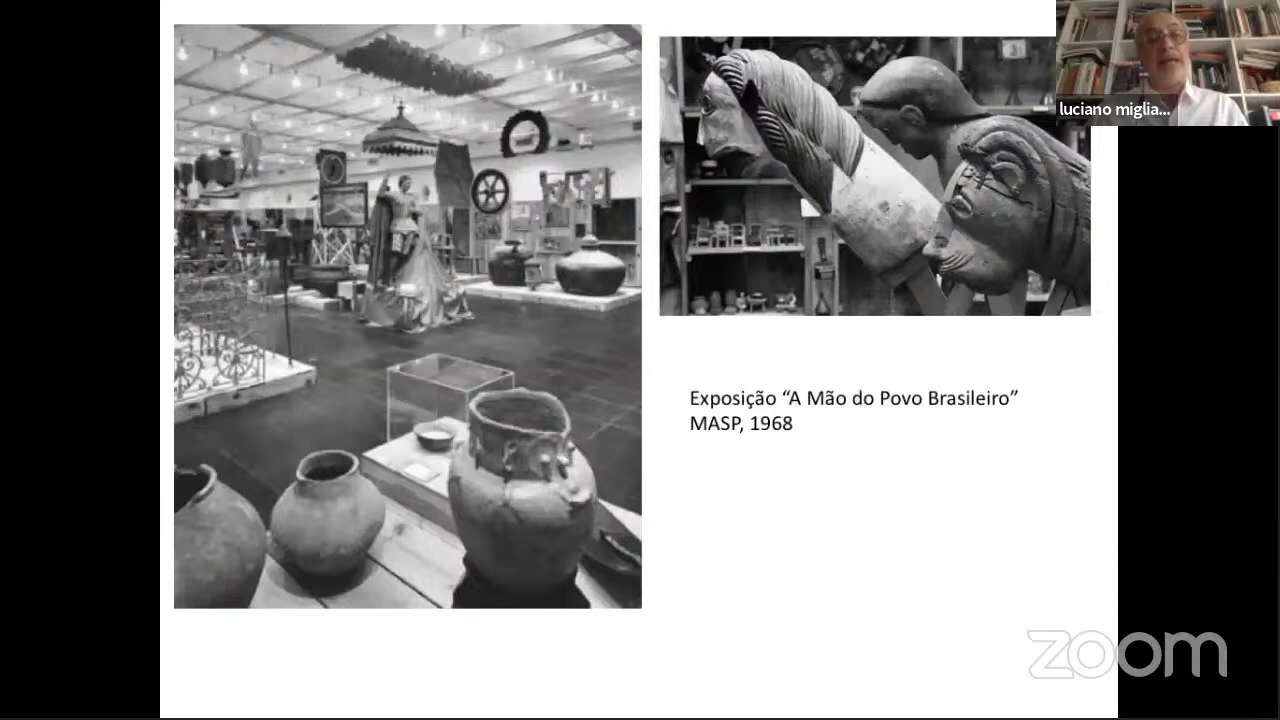 luciano miglia...
Exposição “A Mão do Povo Brasileiro”
MASP, 1968
zoom